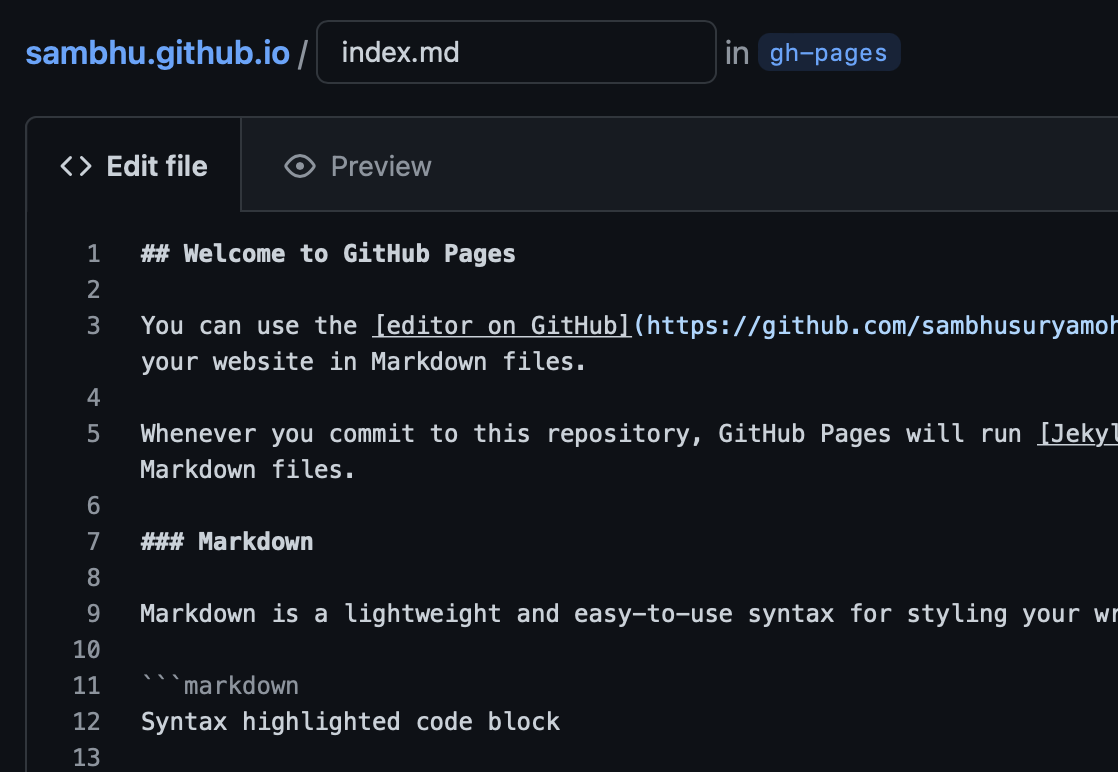 sambhu.github.io / index.md in gh-pages
<> Edit file Preview
1 ## Welcome to GitHub Pages
2
3 You can use the [editor on GitHub](https://github.com/sambhusuryamoh
your website in Markdown files.
4
5 Whenever you commit to this repository, GitHub Pages will run [Jekyl
Markdown files.
6
7 ### Markdown
8
9 Markdown is a lightweight and easy-to-use syntax for styling your wr
10
11 ```markdown
12 Syntax highlighted code block
13